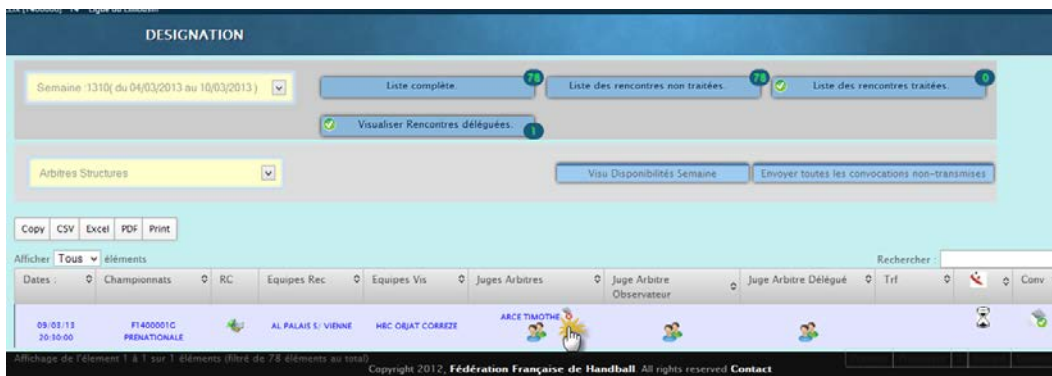 DESIGNATION
Semaine :1310( du 04/03/2013 au 10/03/2013 )
Liste complète. 78
Liste des rencontres non traitées. 78
Liste des rencontres traitées. 0
Visualiser Rencontres déléguées. 1
Arbitres Structures
Visu Disponibilités Semaine
Envoyer toutes les convocations non-transmises
Copy CSV Excel PDF Print
Afficher Tous éléments
Rechercher :
Dates : Championnats RC Equipes Rec Equipes Vis Juges Arbitres Juge Arbitre Observateur Juge Arbitre Délégué Trf Conv
09/03/13 20:30:00 F1400001G PRENATIONALE AL PALAIS S/ VIENNE HBC OBJAT CORREZE ARCE TIMOTHE
Affichage de l'élement 1 à 1 sur 1 éléments (filtré de 78 éléments au total)
Copyright 2012, Fédération Française de Handball. All rights reserved Contact